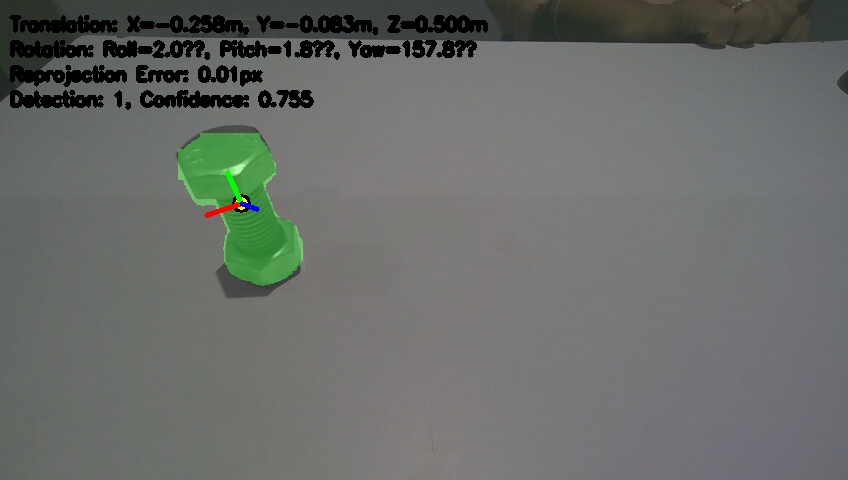 Translation: X=-0.258m, Y=-0.083m, Z=0.500m
Rotation: Roll=2.0??, Pitch=1.8??, Yaw=157.8??
Reprojection Error: 0.01px
Detection: 1, Confidence: 0.755